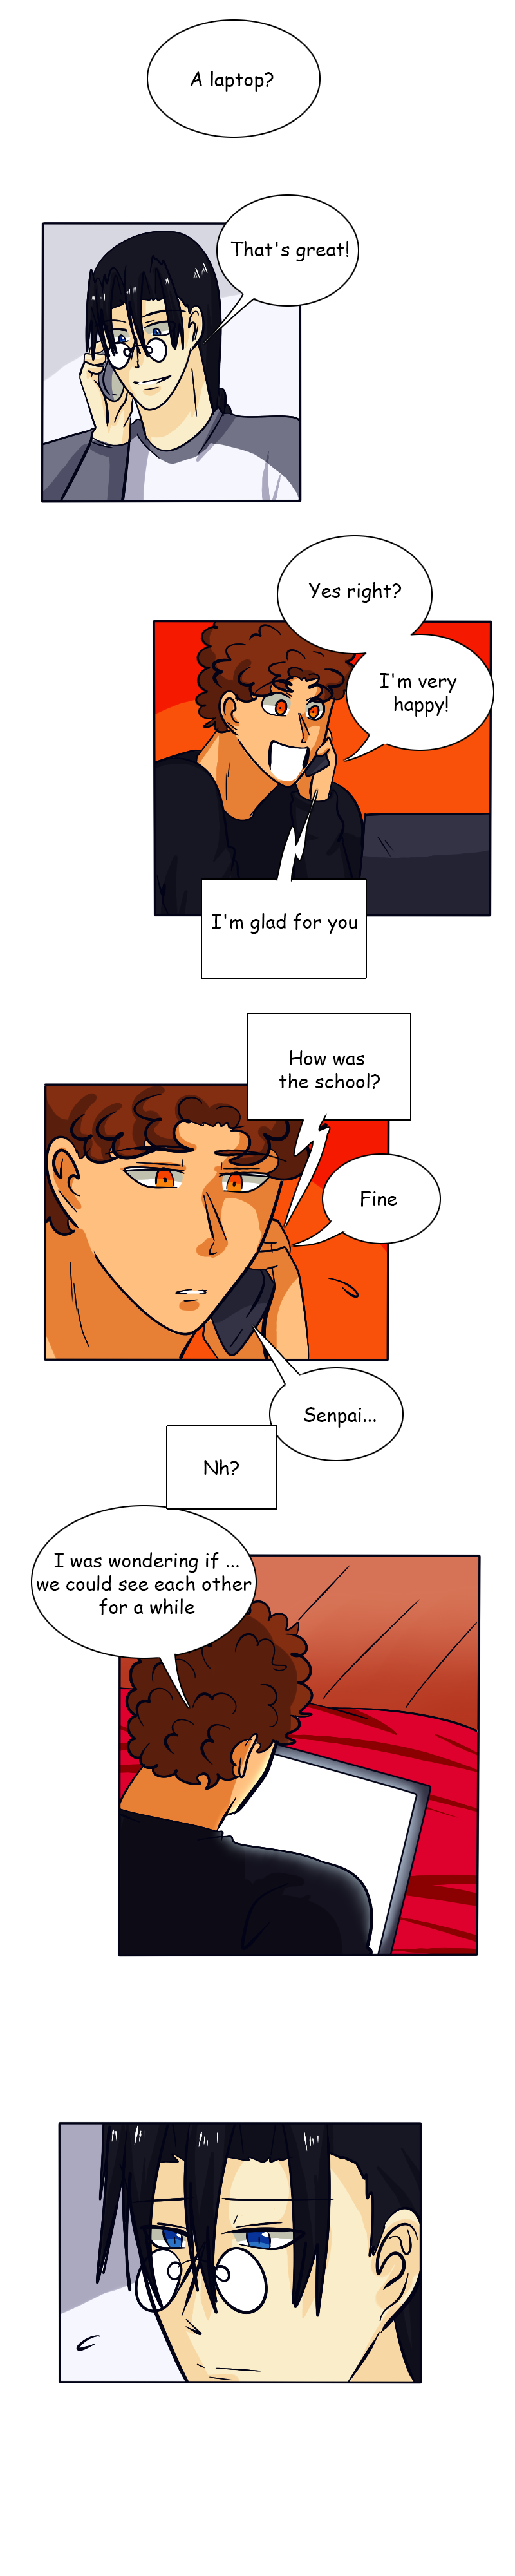 A laptop?
That's great!
Yes right?
I'm very
happy!
I'm glad for you
How was
the school?
Fine
Senpai...
Nh?
I was wondering if ...
we could see each other
for a while